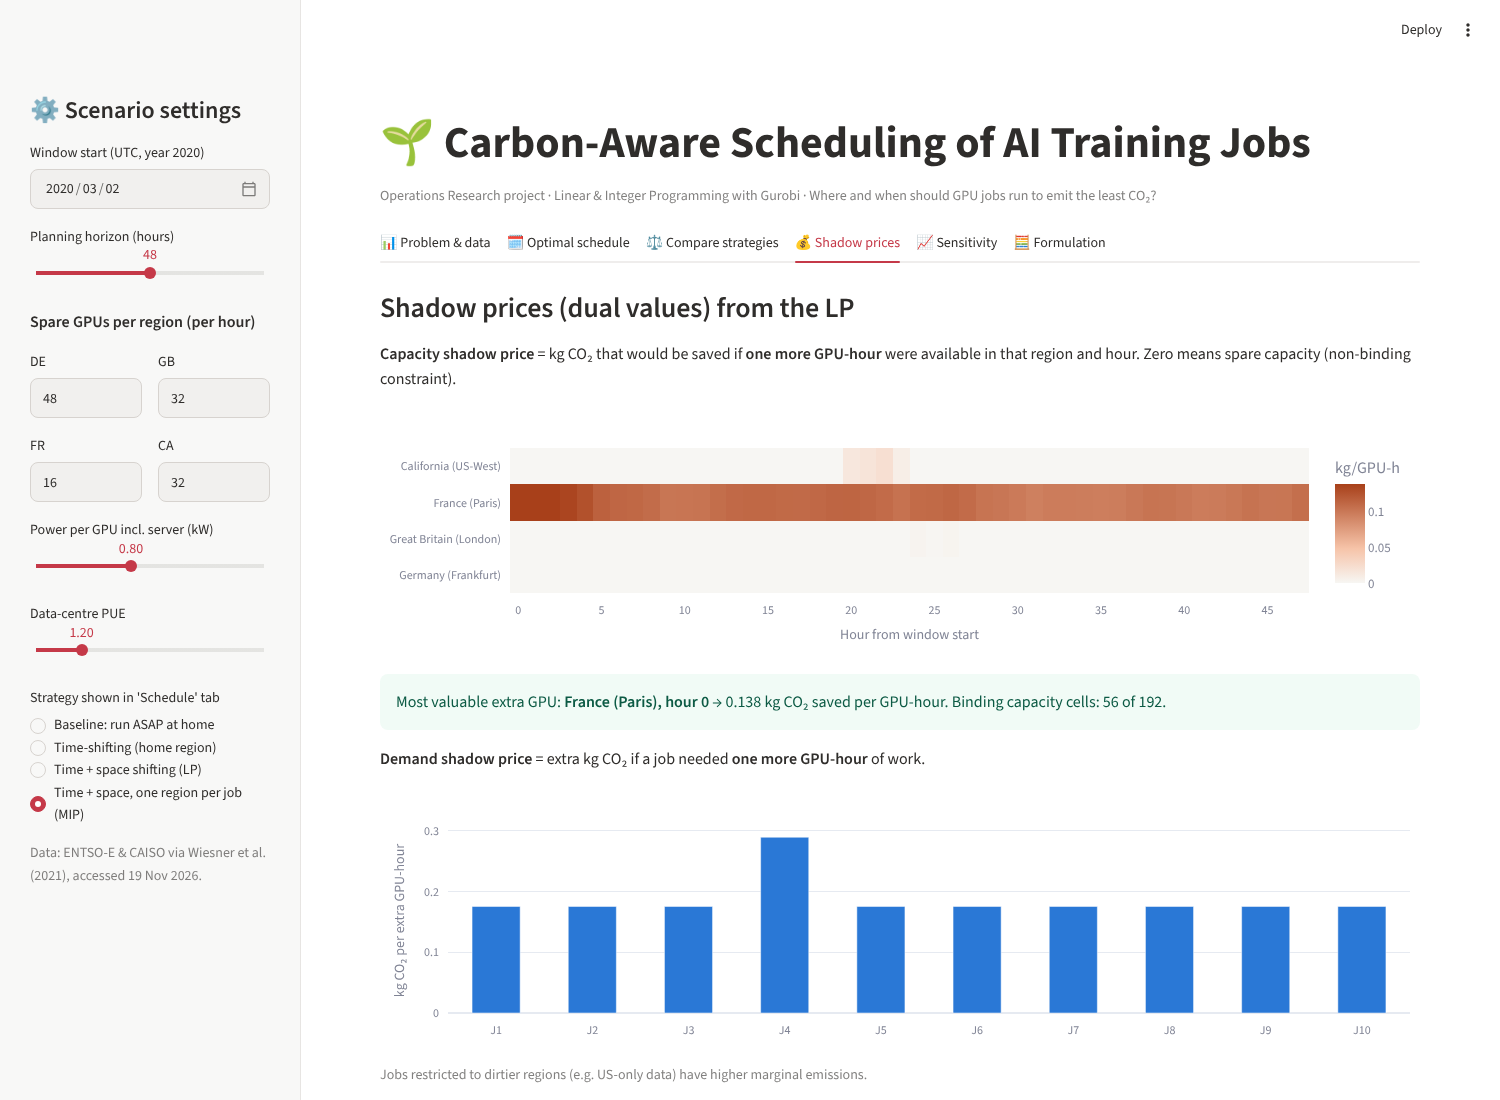 Deploy
⚙️ Scenario settings
Window start (UTC, year 2020)
2020 / 03 / 02
Planning horizon (hours)
48
Spare GPUs per region (per hour)
DE GB
48 32
FR CA
16 32
Power per GPU incl. server (kW)
0.80
Data-centre PUE
1.20
Strategy shown in 'Schedule' tab
Baseline: run ASAP at home
Time-shifting (home region)
Time + space shifting (LP)
Time + space, one region per job
(MIP)
Data: ENTSO-E & CAISO via Wiesner et al.
(2021), accessed 19 Nov 2026.
🌱 Carbon-Aware Scheduling of AI Training Jobs
Operations Research project · Linear & Integer Programming with Gurobi · Where and when should GPU jobs run to emit the least CO₂?
📊 Problem & data 🗓️ Optimal schedule ⚖️ Compare strategies 💰 Shadow prices 📈 Sensitivity 🧮 Formulation
Shadow prices (dual values) from the LP
Capacity shadow price = kg CO₂ that would be saved if one more GPU-hour were available in that region and hour. Zero means spare capacity (non-binding
constraint).
California (US-West)
France (Paris)
Great Britain (London)
Germany (Frankfurt)
0 5 10 15 20 25 30 35 40 45
Hour from window start
kg/GPU-h
0.1
0.05
0
Most valuable extra GPU: France (Paris), hour 0 → 0.138 kg CO₂ saved per GPU-hour. Binding capacity cells: 56 of 192.
Demand shadow price = extra kg CO₂ if a job needed one more GPU-hour of work.
kg CO₂ per extra GPU-hour
0.3
0.2
0.1
0
J1 J2 J3 J4 J5 J6 J7 J8 J9 J10
Jobs restricted to dirtier regions (e.g. US-only data) have higher marginal emissions.